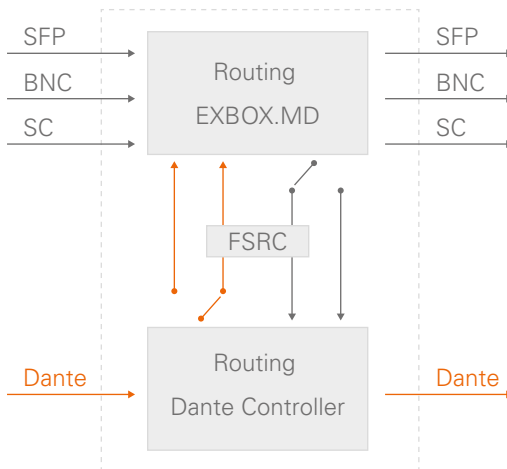 SFP
SFP
Routing
BNC
BNC
EXBOX.MD
SC
SC
FSRC
Routing
Dante
Dante
Dante Controller